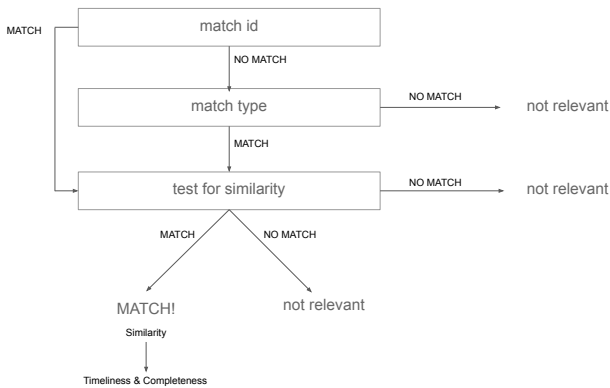 match id
MATCH
NO MATCH
match type
NO MATCH
not relevant
MATCH
test for similarity
NO MATCH
not relevant
MATCH
NO MATCH
MATCH!
not relevant
Similarity
Timeliness & Completeness